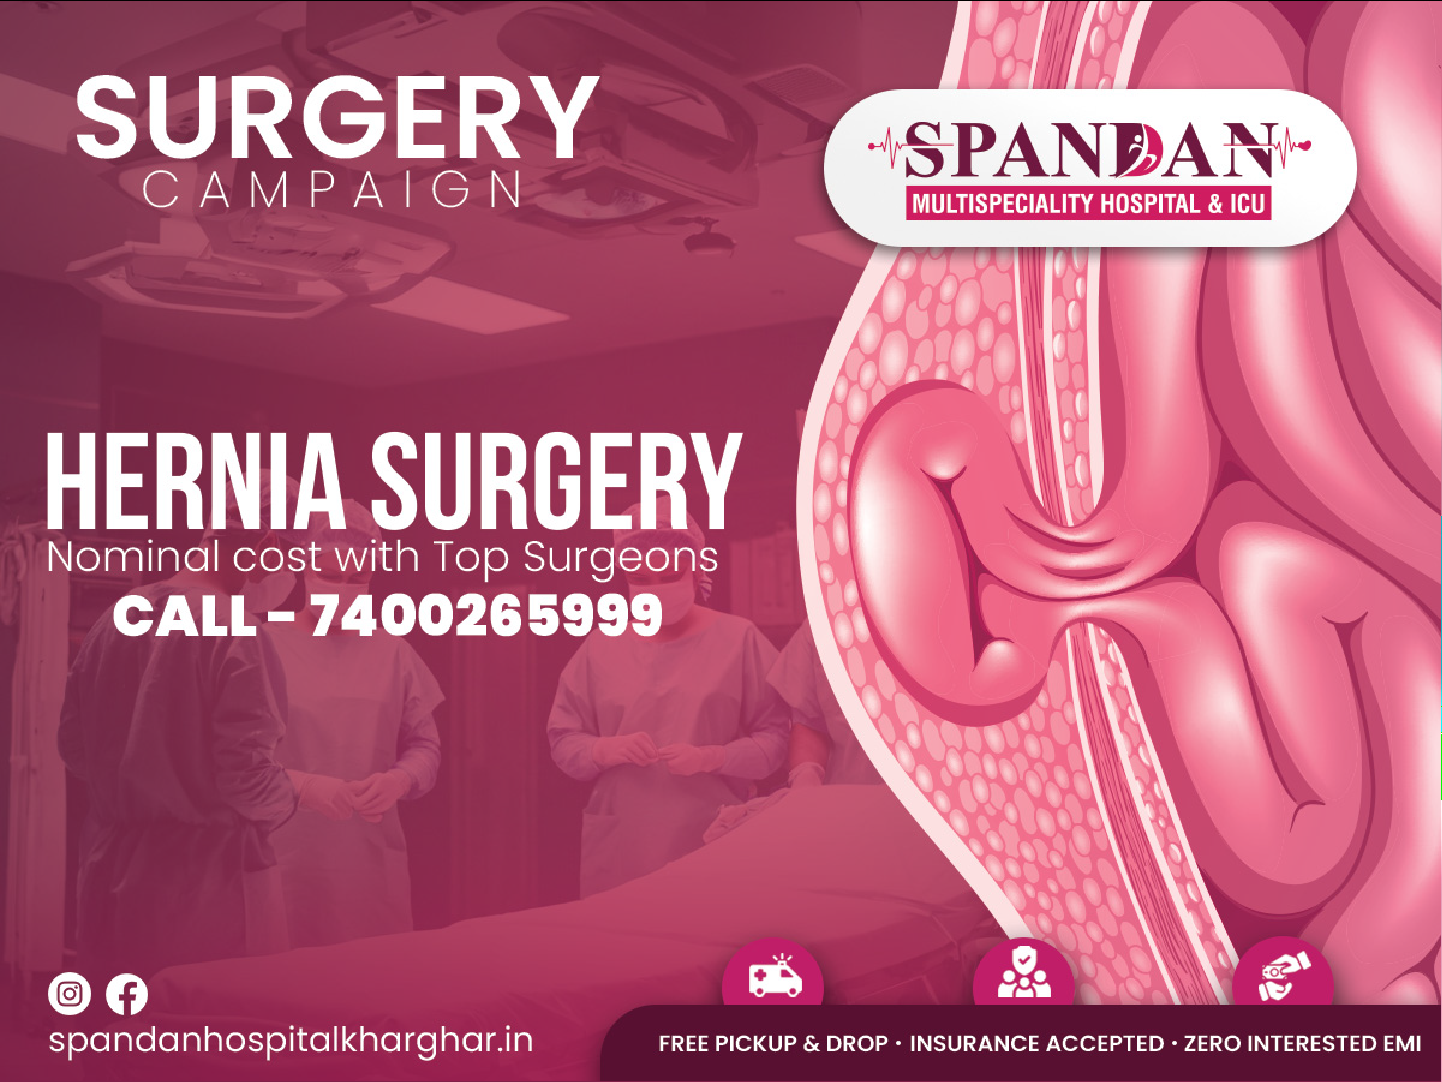 SURGERY
CAMPAIGN
SPANDAN
MULTISPECIALITY HOSPITAL & ICU
HERNIA SURGERY
Nominal cost with Top Surgeons
CALL - 7400265999
spandanhospitalkharghar.in
FREE PICKUP & DROP • INSURANCE ACCEPTED • ZERO INTERESTED EMI